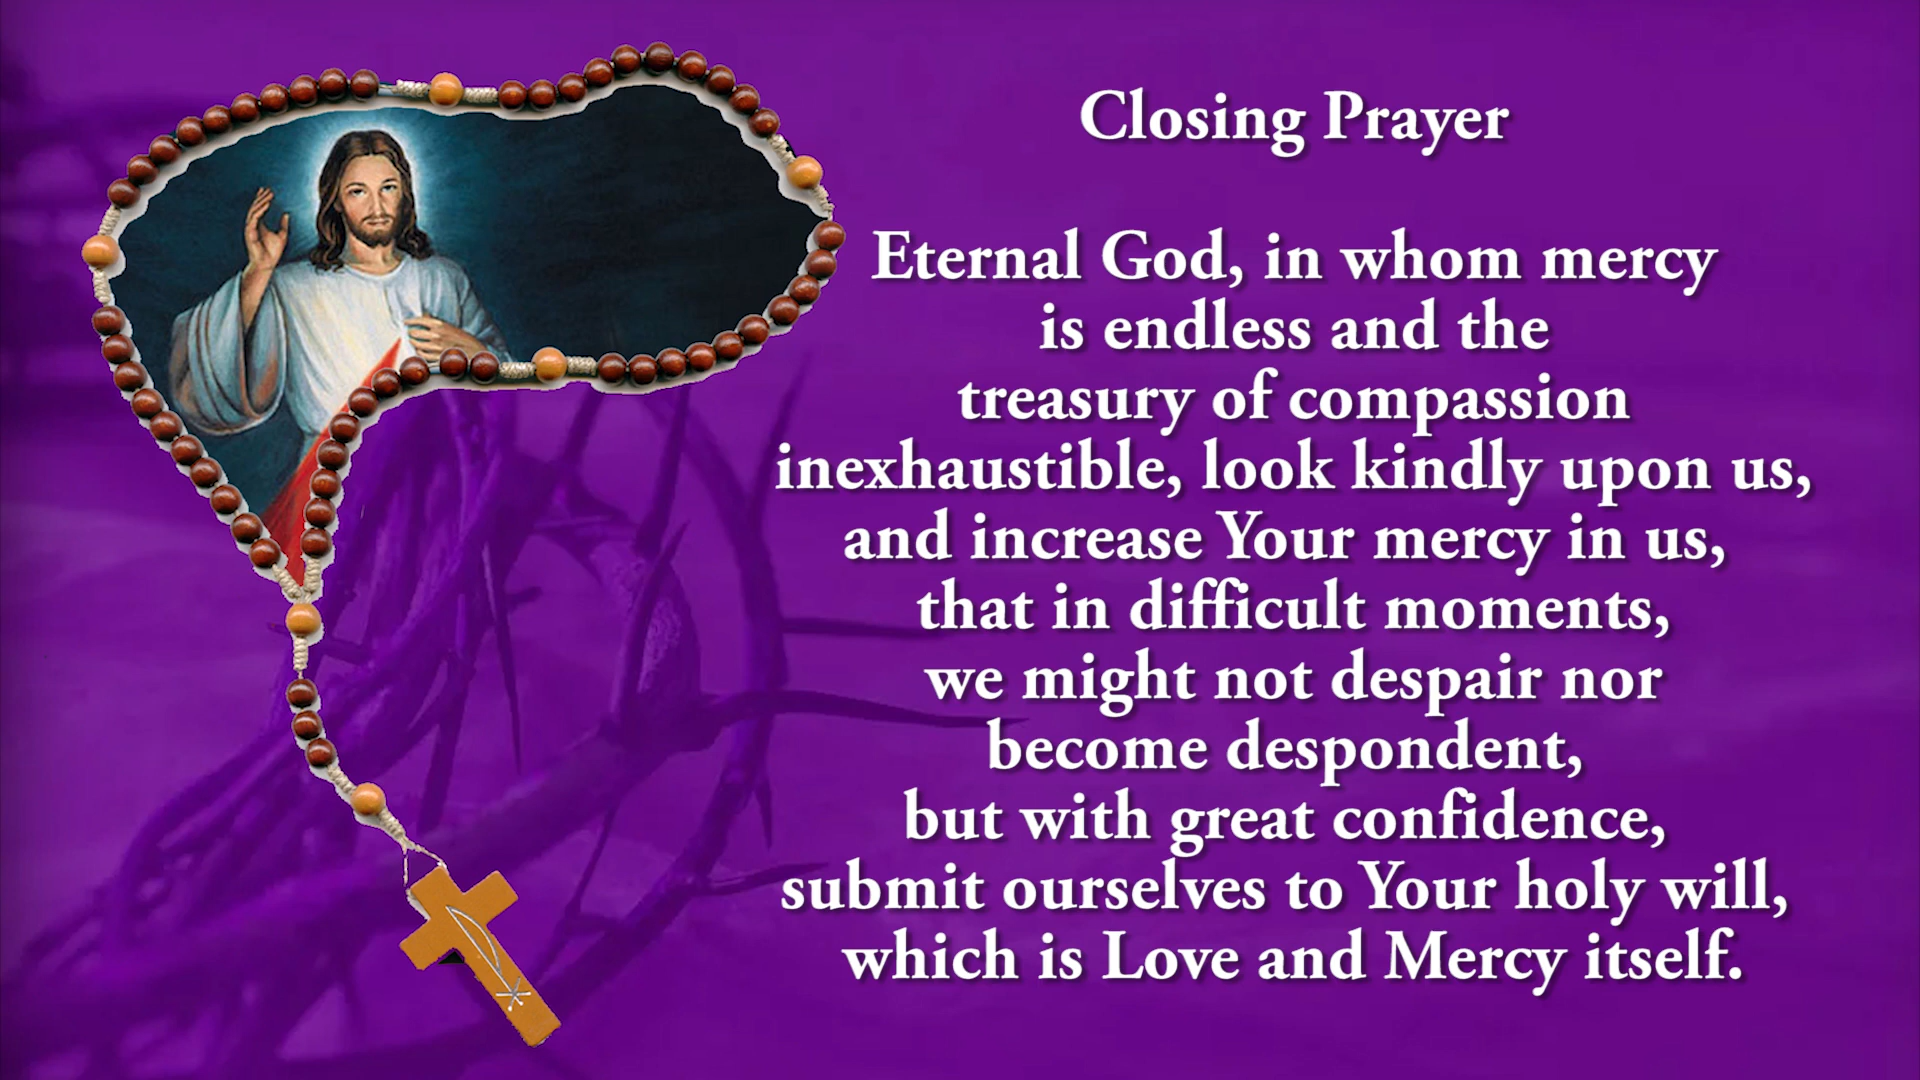 Closing Prayer
Eternal God, in whom mercy
is endless and the
treasury of compassion
inexhaustible, look kindly upon us,
and increase Your mercy in us,
that in difficult moments,
we might not despair nor
become despondent,
but with great confidence,
submit ourselves to Your holy will,
which is Love and Mercy itself.